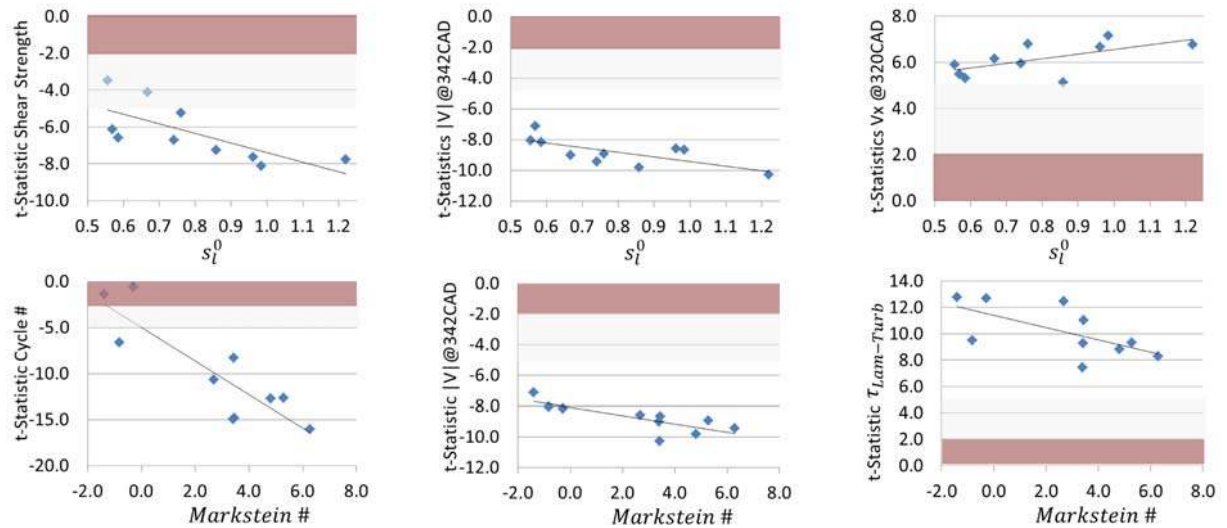 t-Statistic Shear Strength
0.0
-2.0
-4.0
-6.0
-8.0
-10.0
0.5 0.6 0.7 0.8 0.9 1.0 1.1 1.2
s_l^0
t-Statistics |V|@342CAD
0.0
-2.0
-4.0
-6.0
-8.0
-10.0
-12.0
0.5 0.6 0.7 0.8 0.9 1.0 1.1 1.2
s_l^0
t-Statistics Vx @320CAD
8.0
6.0
4.0
2.0
0.0
0.5 0.6 0.7 0.8 0.9 1.0 1.1 1.2
s_l^0
t-Statistic Cycle #
0.0
-5.0
-10.0
-15.0
-20.0
-2.0 0.0 2.0 4.0 6.0 8.0
Markstein #
t-Statistic |V|@342CAD
0.0
-2.0
-4.0
-6.0
-8.0
-10.0
-12.0
-2.0 0.0 2.0 4.0 6.0 8.0
Markstein #
t-Statistic τ_Lam−Turb
14.0
12.0
10.0
8.0
6.0
4.0
2.0
0.0
-2.0 0.0 2.0 4.0 6.0 8.0
Markstein #